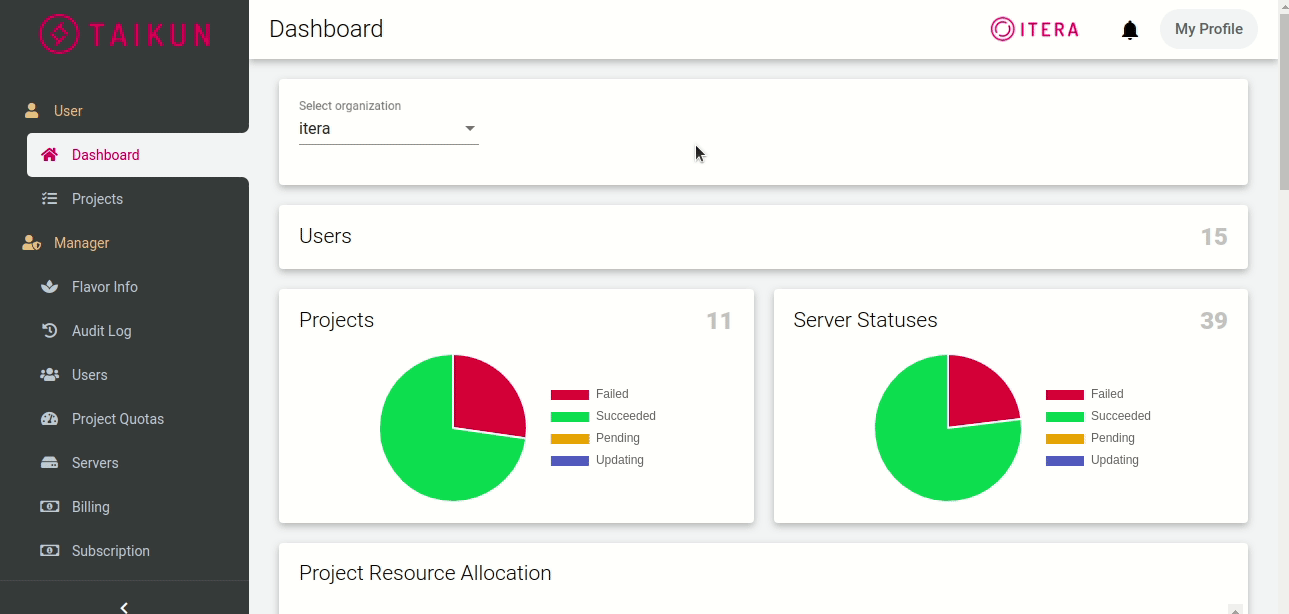 TAIKUN
User
Dashboard
Projects
Manager
Flavor Info
Audit Log
Users
Project Quotas
Servers
Billing
Subscription
Dashboard
ITERA
My Profile
Select organization
itera
Users 15
Projects 11
Failed
Succeeded
Pending
Updating
Server Statuses 39
Failed
Succeeded
Pending
Updating
Project Resource Allocation